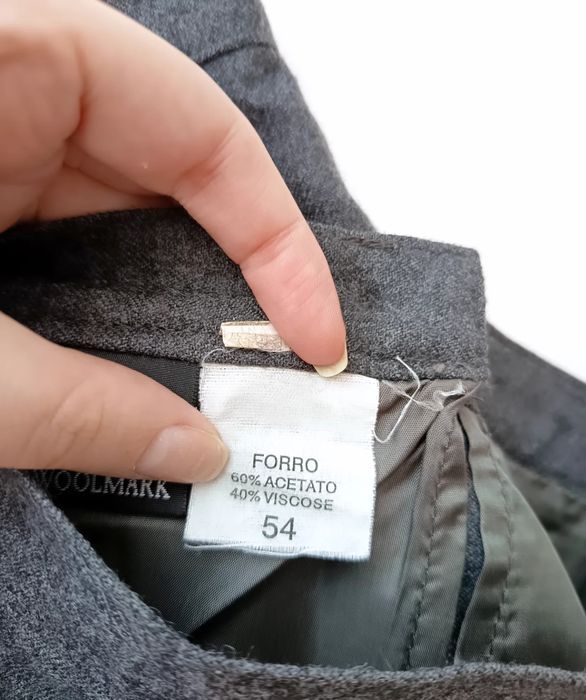 WOOLMARK
FORRO
60% ACETATO
40% VISCOSE
54